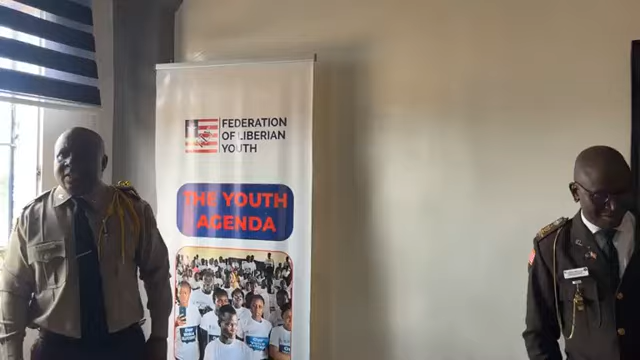 FEDERATION
OF LIBERIAN
YOUTH
THE YOUTH
AGENDA